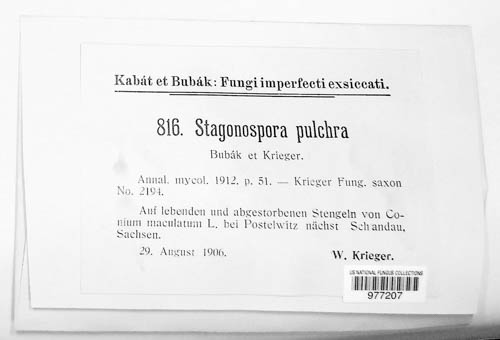 Kabát et Bubák: Fungi imperfecti exsiccati.
816. Stagonospora pulchra
Bubák et Krieger.
Annal. mycol. 1912. p. 51. — Krieger Fung. saxon
No. 2194.
Auf lebenden und abgestorbenen Stengeln von Co-
nium maculatum L. bei Postelwitz nächst Schandau,
Sachsen.
29. August 1906.
W. Krieger.
US NATIONAL FUNGUS COLLECTIONS
977207